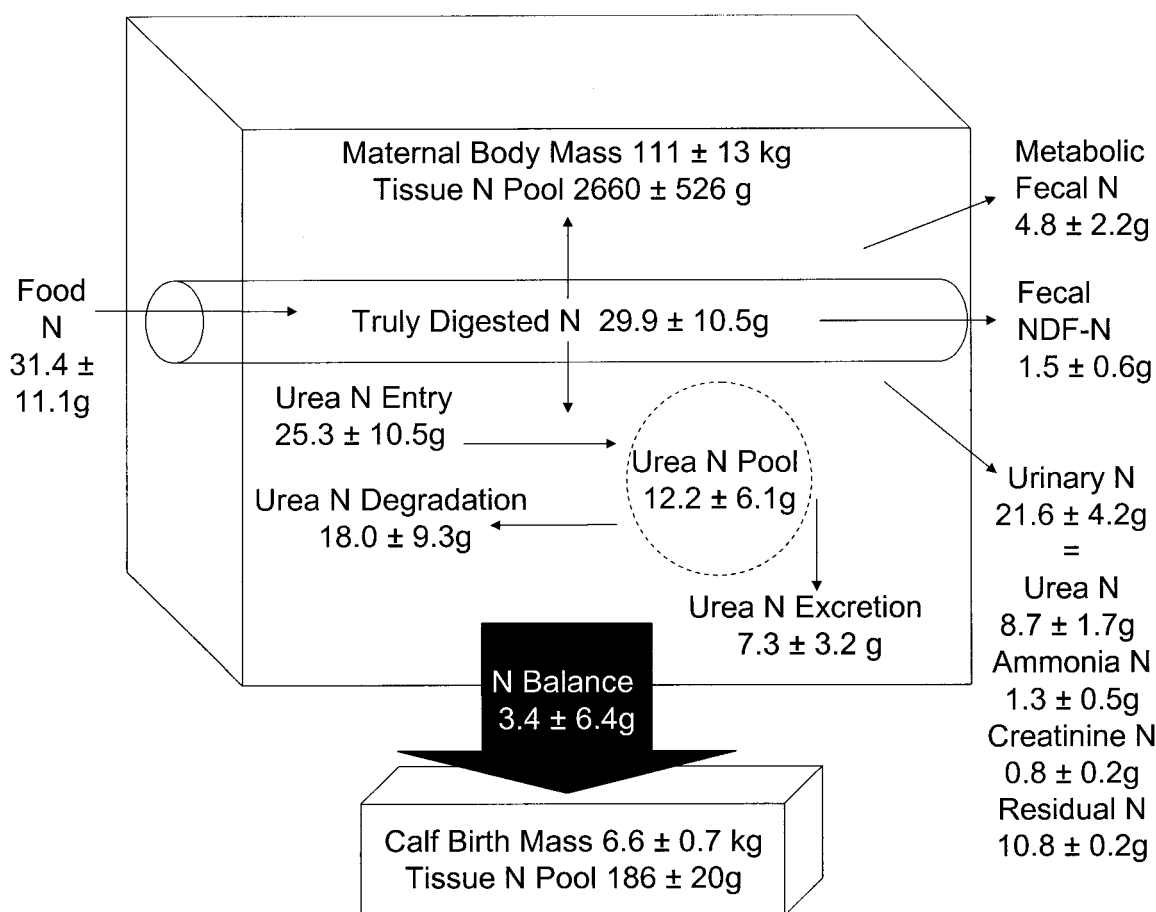 Maternal Body Mass 111 ± 13 kg
Tissue N Pool 2660 ± 526 g
Metabolic
Fecal N
4.8 ± 2.2g
Food
N
31.4 ±
11.1g
Truly Digested N 29.9 ± 10.5g
Fecal
NDF-N
1.5 ± 0.6g
Urea N Entry
25.3 ± 10.5g
Urea N Pool
12.2 ± 6.1g
Urea N Degradation
18.0 ± 9.3g
Urea N Excretion
7.3 ± 3.2 g
Urinary N
21.6 ± 4.2g
=
Urea N
8.7 ± 1.7g
Ammonia N
1.3 ± 0.5g
Creatinine N
0.8 ± 0.2g
Residual N
10.8 ± 0.2g
N Balance
3.4 ± 6.4g
Calf Birth Mass 6.6 ± 0.7 kg
Tissue N Pool 186 ± 20g